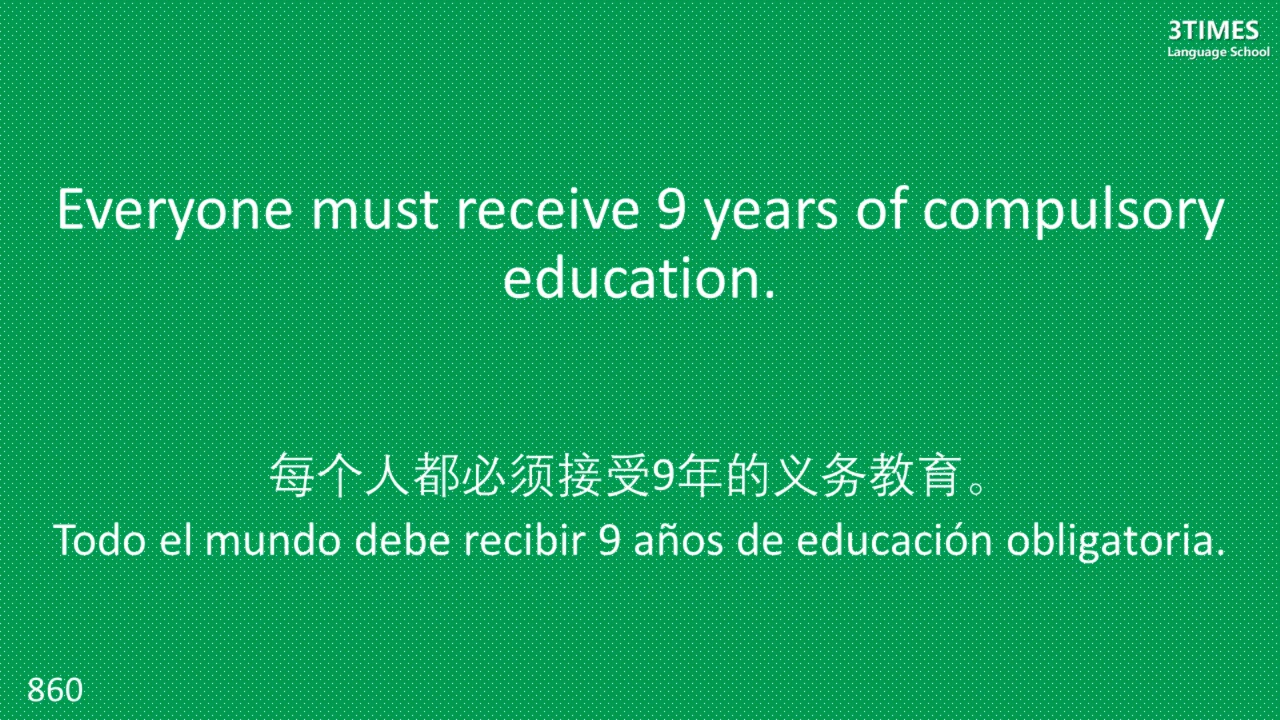 3TIMES
Language School
Everyone must receive 9 years of compulsory
education.
每个人都必须接受9年的义务教育。
Todo el mundo debe recibir 9 años de educación obligatoria.
860